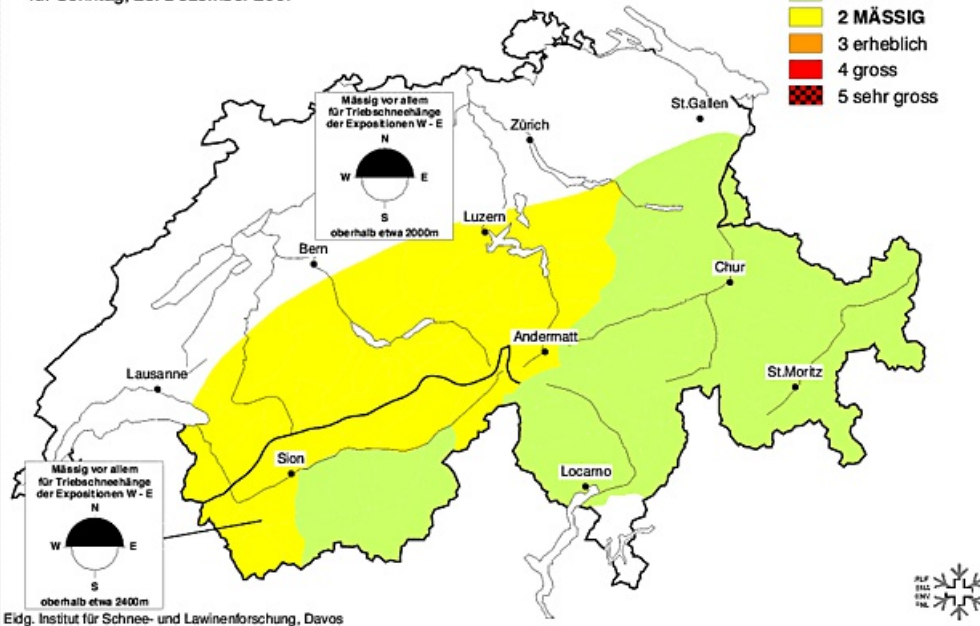 2 MÄSSIG
3 erheblich
4 gross
5 sehr gross
Mässig vor allem
für Triebschneehänge
der Expositionen W - E
N
W E
S
oberhalb etwa 2000m
St.Gallen
Zürich
Luzern
Bern
Chur
Andermatt
Lausanne
St.Moritz
Sion
Locarno
Mässig vor allem
für Triebschneehänge
der Expositionen W - E
N
W E
S
oberhalb etwa 2400m
Eidg. Institut für Schnee- und Lawinenforschung, Davos